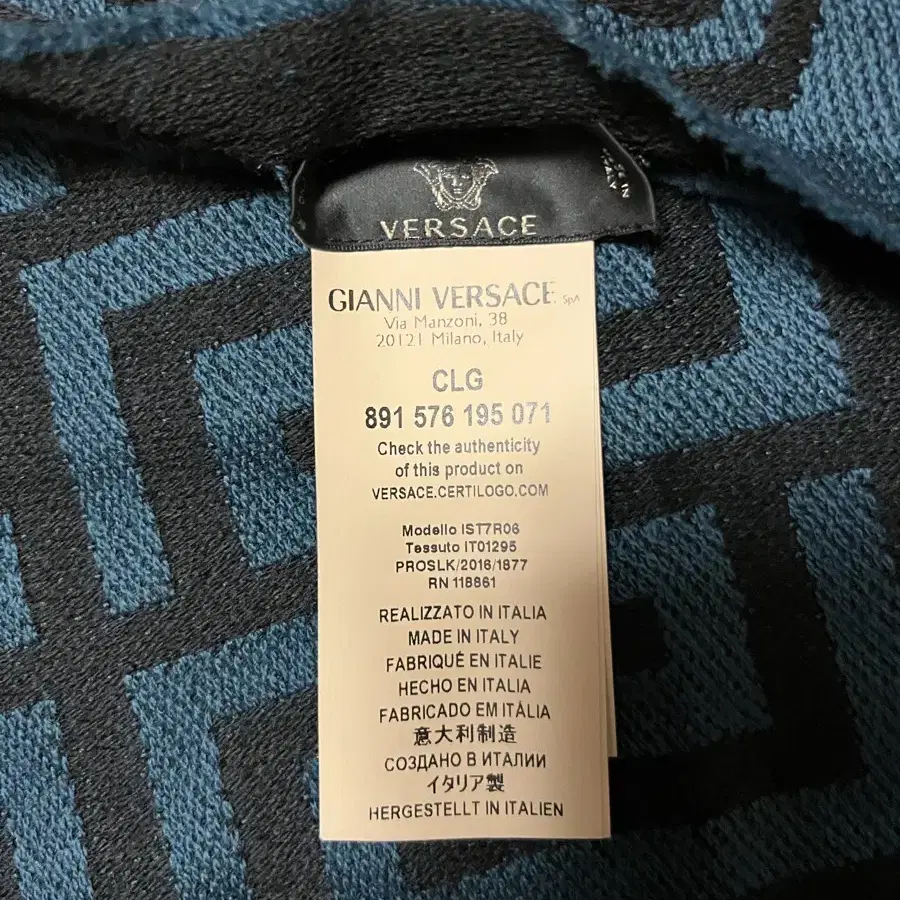 VERSACE
GIANNI VERSACE SpA
Via Manzoni, 38
20121 Milano, Italy
CLG
891 576 195 071
Check the authenticity
of this product on
VERSACE.CERTILOGO.COM
Modello IST7R06
Tessuto IT01295
PROSLK/2016/1877
RN 118861
REALIZZATO IN ITALIA
MADE IN ITALY
FABRIQUÉ EN ITALIE
HECHO EN ITALIA
FABRICADO EM ITÁLIA
意大利制造
СОЗДАНО В ИТАЛИИ
イタリア製
HERGESTELLT IN ITALIEN